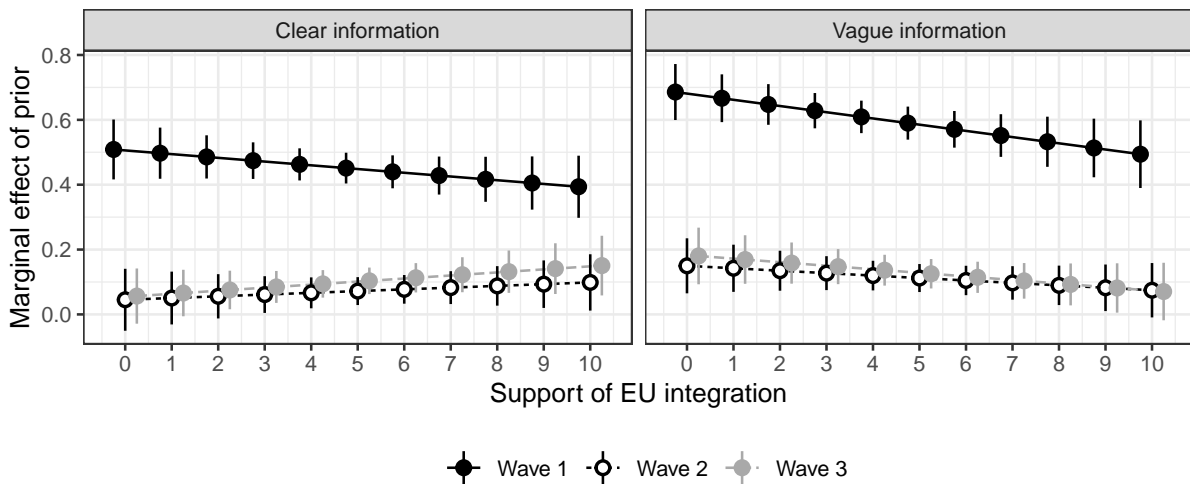 Clear information
Vague information
Marginal effect of prior
0.8
0.6
0.4
0.2
0.0
0 1 2 3 4 5 6 7 8 9 10
0 1 2 3 4 5 6 7 8 9 10
Support of EU integration
Wave 1 Wave 2 Wave 3